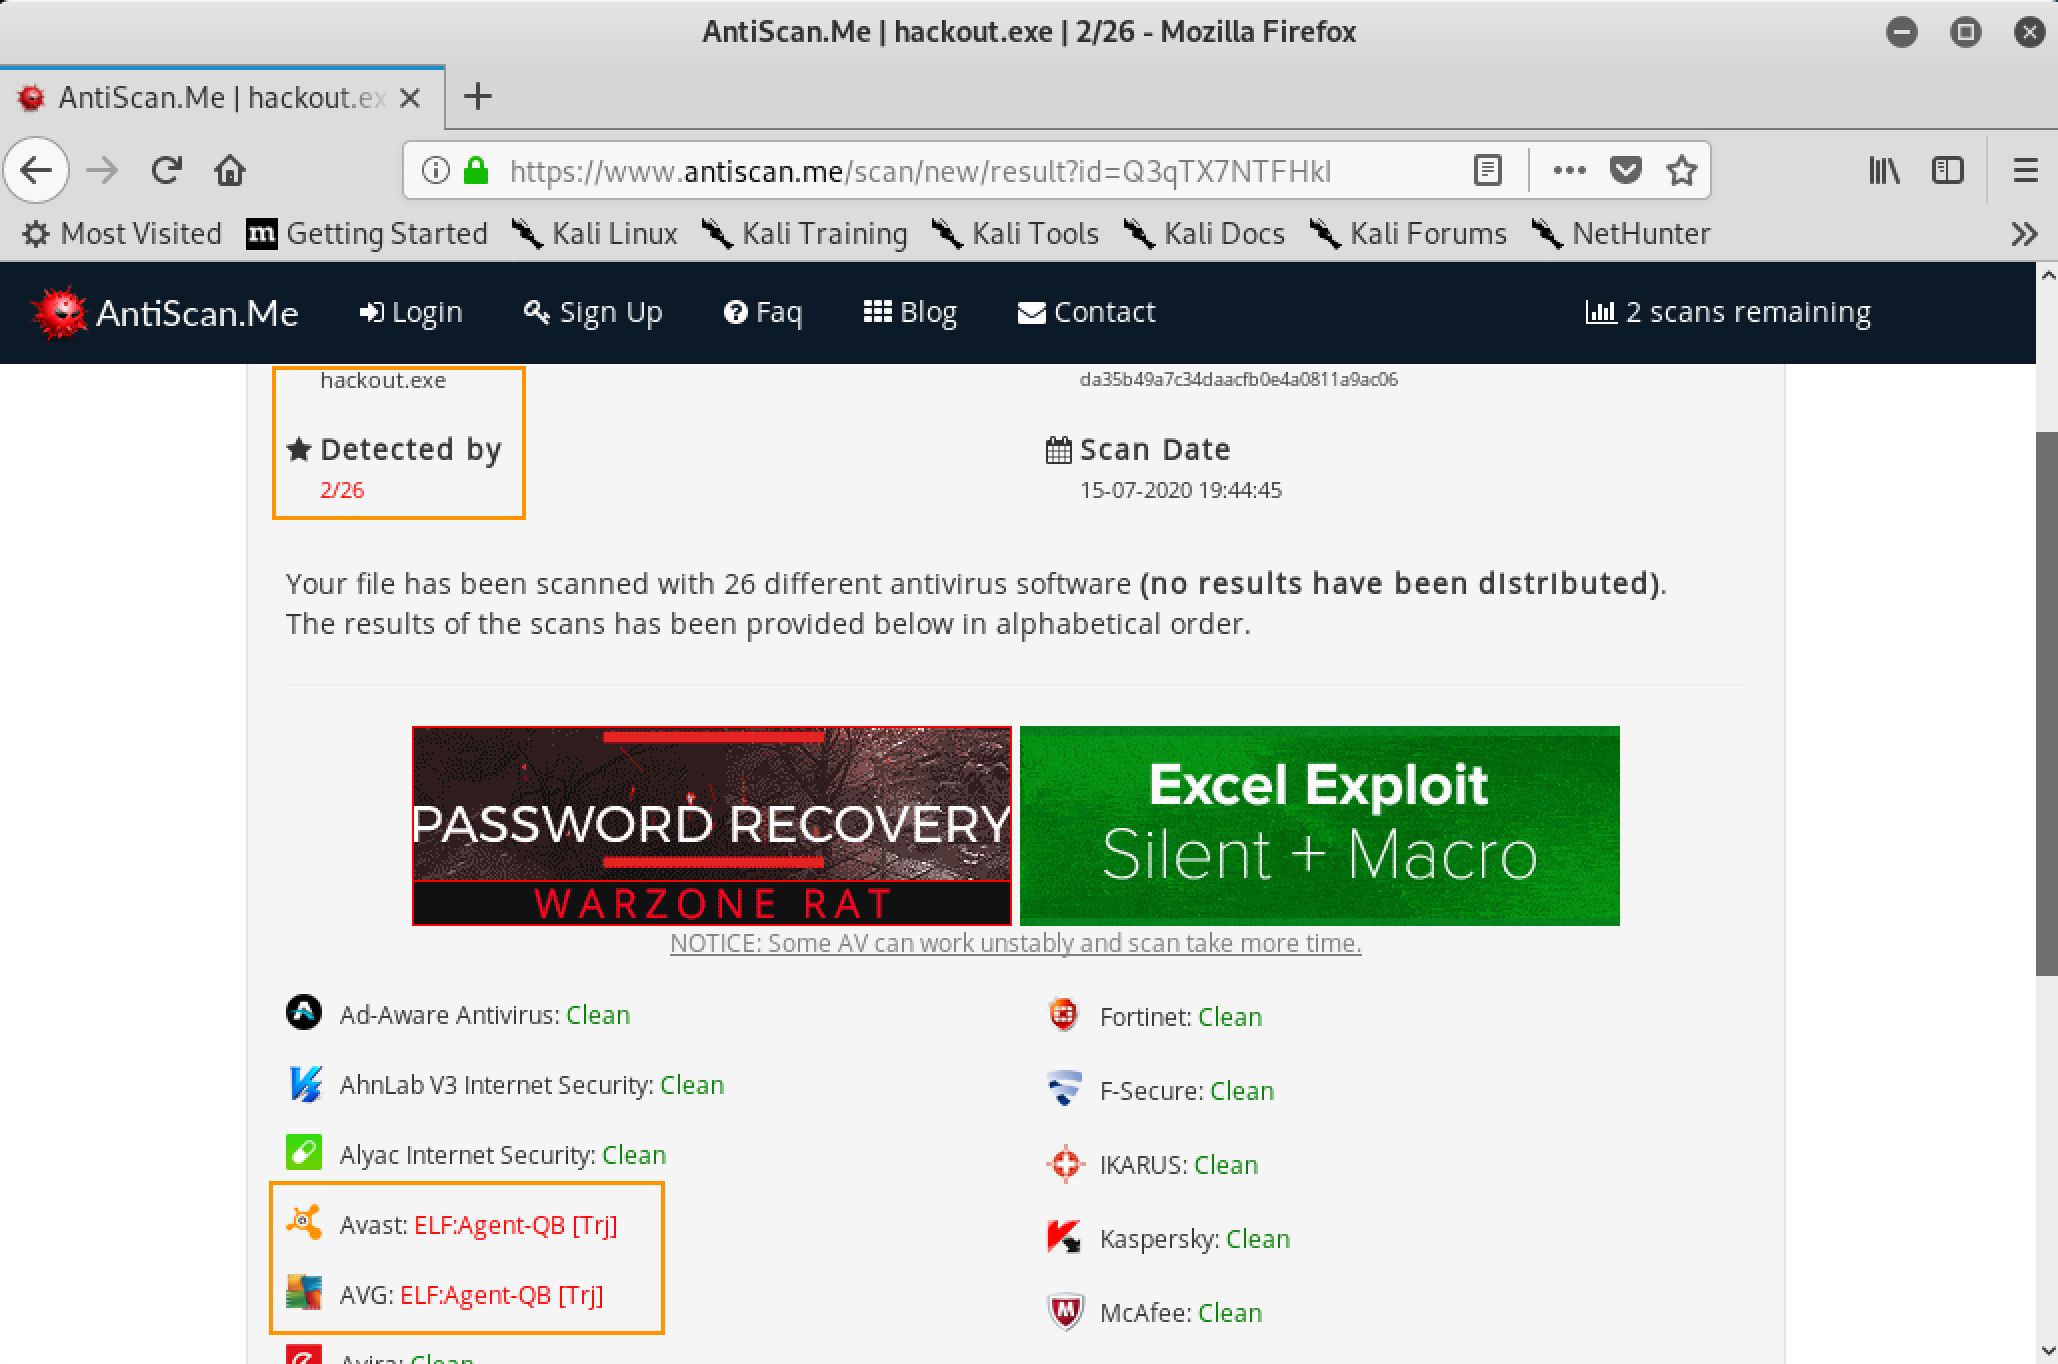 AntiScan.Me | hackout.exe | 2/26 - Mozilla Firefox
AntiScan.Me | hackout.ex
https://www.antiscan.me/scan/new/result?id=Q3qTX7NTFHkl
Most Visited
Getting Started
Kali Linux
Kali Training
Kali Tools
Kali Docs
Kali Forums
NetHunter
AntiScan.Me
Login
Sign Up
Faq
Blog
Contact
2 scans remaining
hackout.exe
da35b49a7c34daacfb0e4a0811a9ac06
Detected by
2/26
Scan Date
15-07-2020 19:44:45
Your file has been scanned with 26 different antivirus software (no results have been distributed).
The results of the scans has been provided below in alphabetical order.
PASSWORD RECOVERY
WARZONE RAT
Excel Exploit
Silent + Macro
NOTICE: Some AV can work unstably and scan take more time.
Ad-Aware Antivirus: Clean
AhnLab V3 Internet Security: Clean
Alyac Internet Security: Clean
Avast: ELF:Agent-QB [Trj]
AVG: ELF:Agent-QB [Trj]
Avira: Clean
Fortinet: Clean
F-Secure: Clean
IKARUS: Clean
Kaspersky: Clean
McAfee: Clean